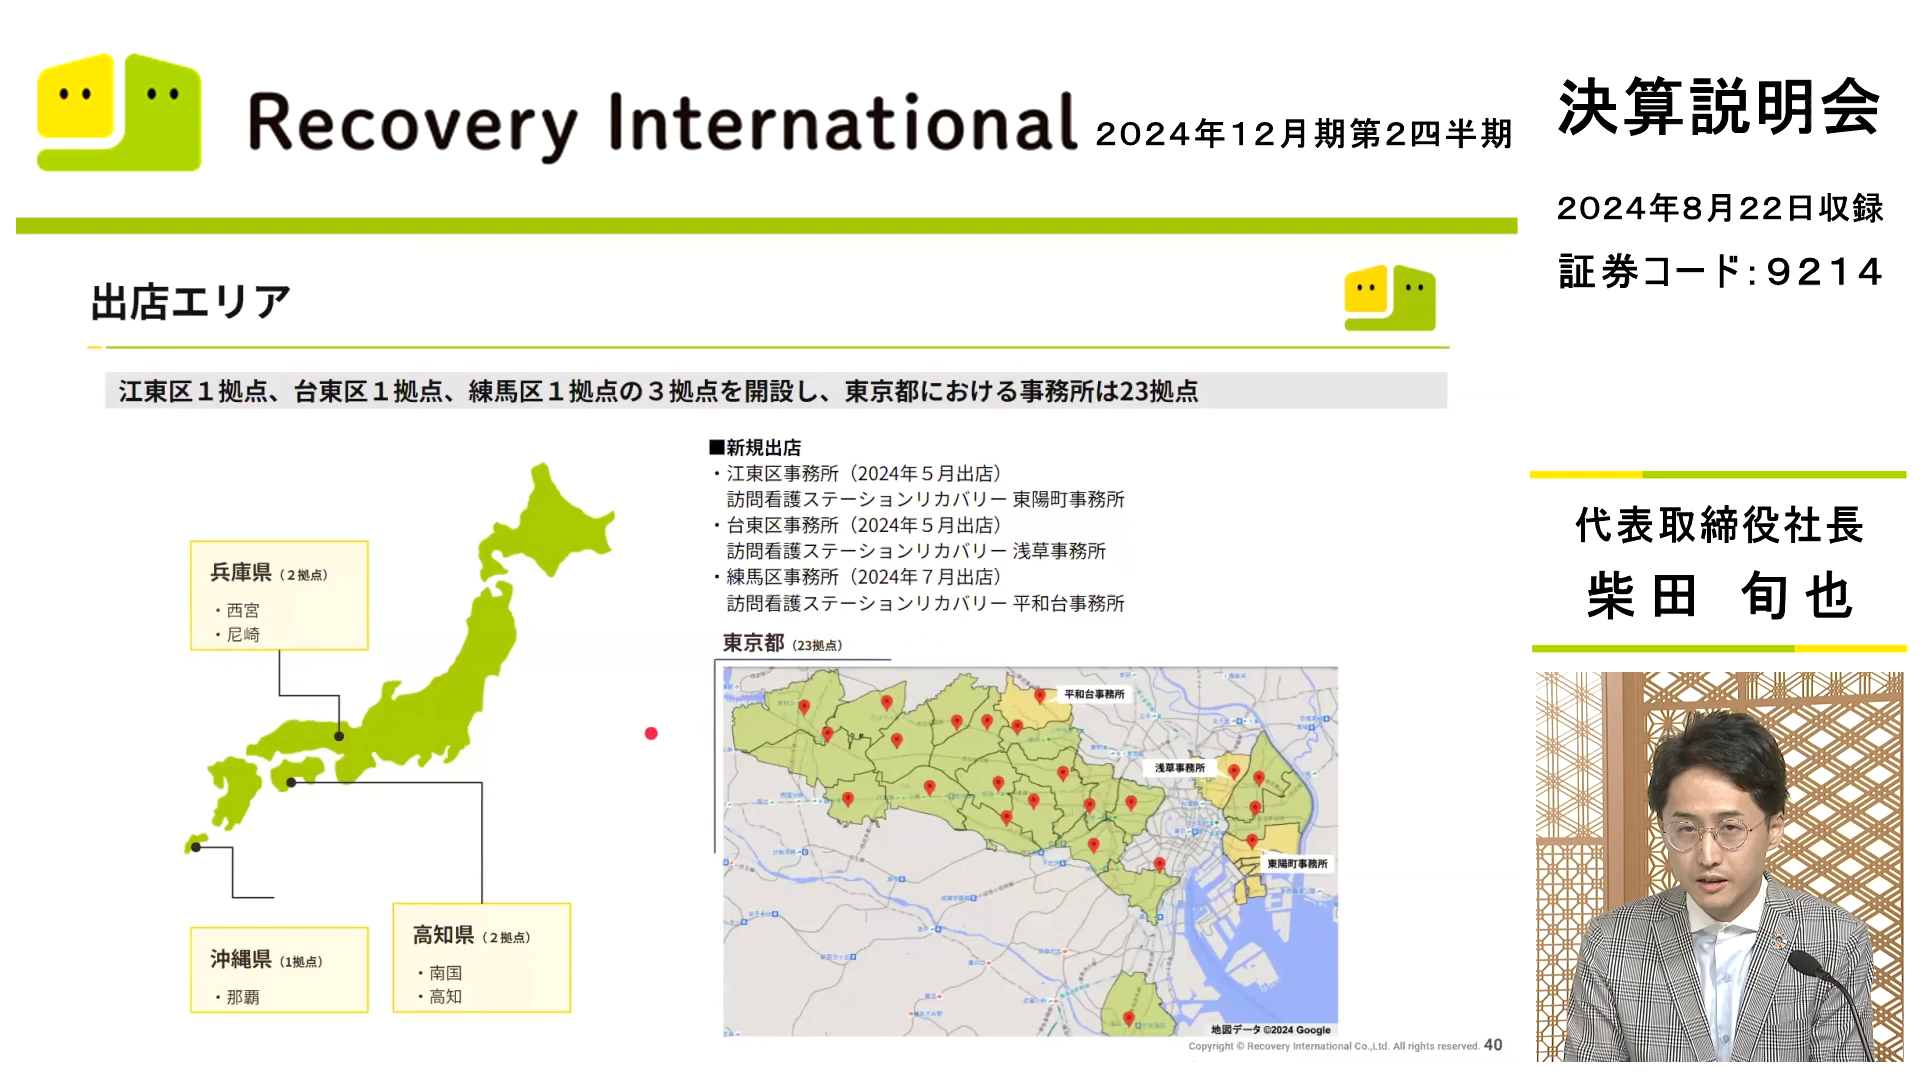 Recovery International 2024年12月期第2四半期
決算説明会
2024年8月22日収録
証券コード:9214
出店エリア
江東区１拠点、台東区１拠点、練馬区１拠点の３拠点を開設し、東京都における事務所は23拠点
■新規出店
・江東区事務所（2024年５月出店）
訪問看護ステーションリカバリー 東陽町事務所
・台東区事務所（2024年５月出店）
訪問看護ステーションリカバリー 浅草事務所
・練馬区事務所（2024年７月出店）
訪問看護ステーションリカバリー 平和台事務所
兵庫県（２拠点）
・西宮
・尼崎
沖縄県（1拠点）
・那覇
高知県（２拠点）
・南国
・高知
東京都（23拠点）
平和台事務所
浅草事務所
東陽町事務所
地図データ ©2024 Google
Copyright © Recovery International Co.,Ltd. All rights reserved. 40
代表取締役社長
柴田 旬也